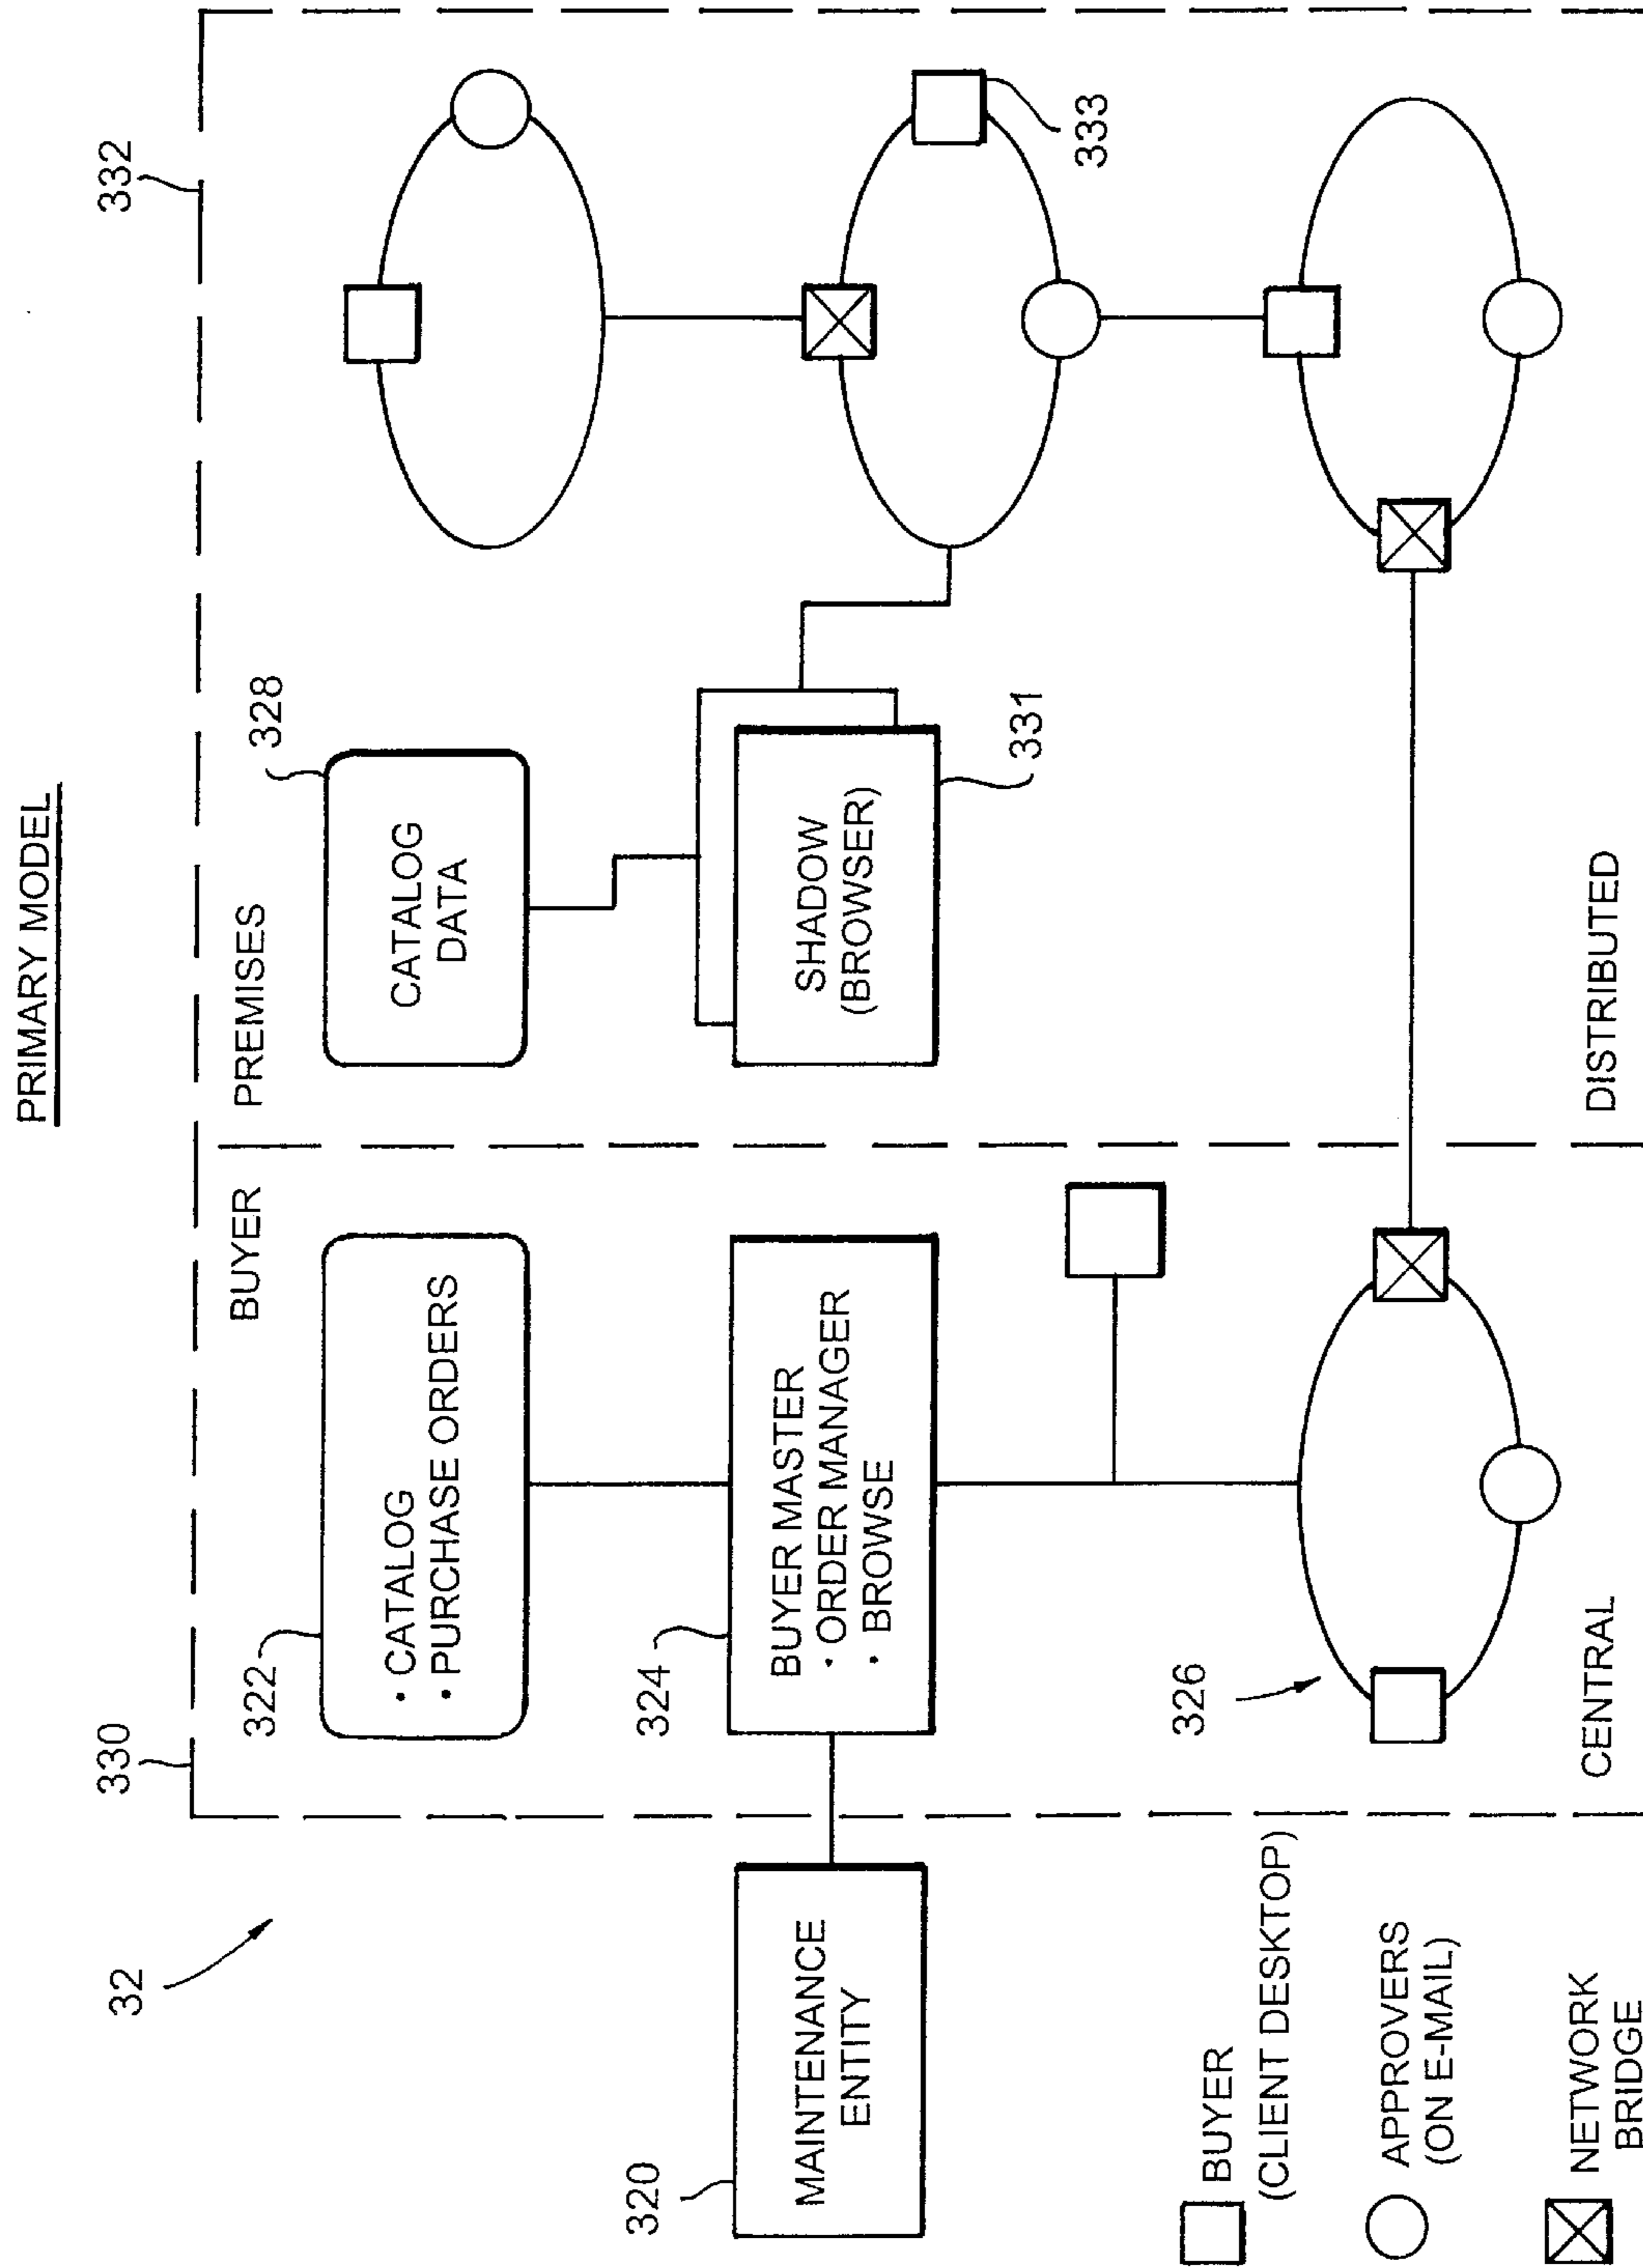 PRIMARY MODEL
32
330
332
BUYER
PREMISES
322
• CATALOG
• PURCHASE ORDERS
328
CATALOG
DATA
320
MAINTENANCE
ENTITY
324
BUYER MASTER
• ORDER MANAGER
• BROWSE
SHADOW
(BROWSER)
331
333
326
CENTRAL
DISTRIBUTED
BUYER
(CLIENT DESKTOP)
APPROVERS
(ON E-MAIL)
NETWORK
BRIDGE